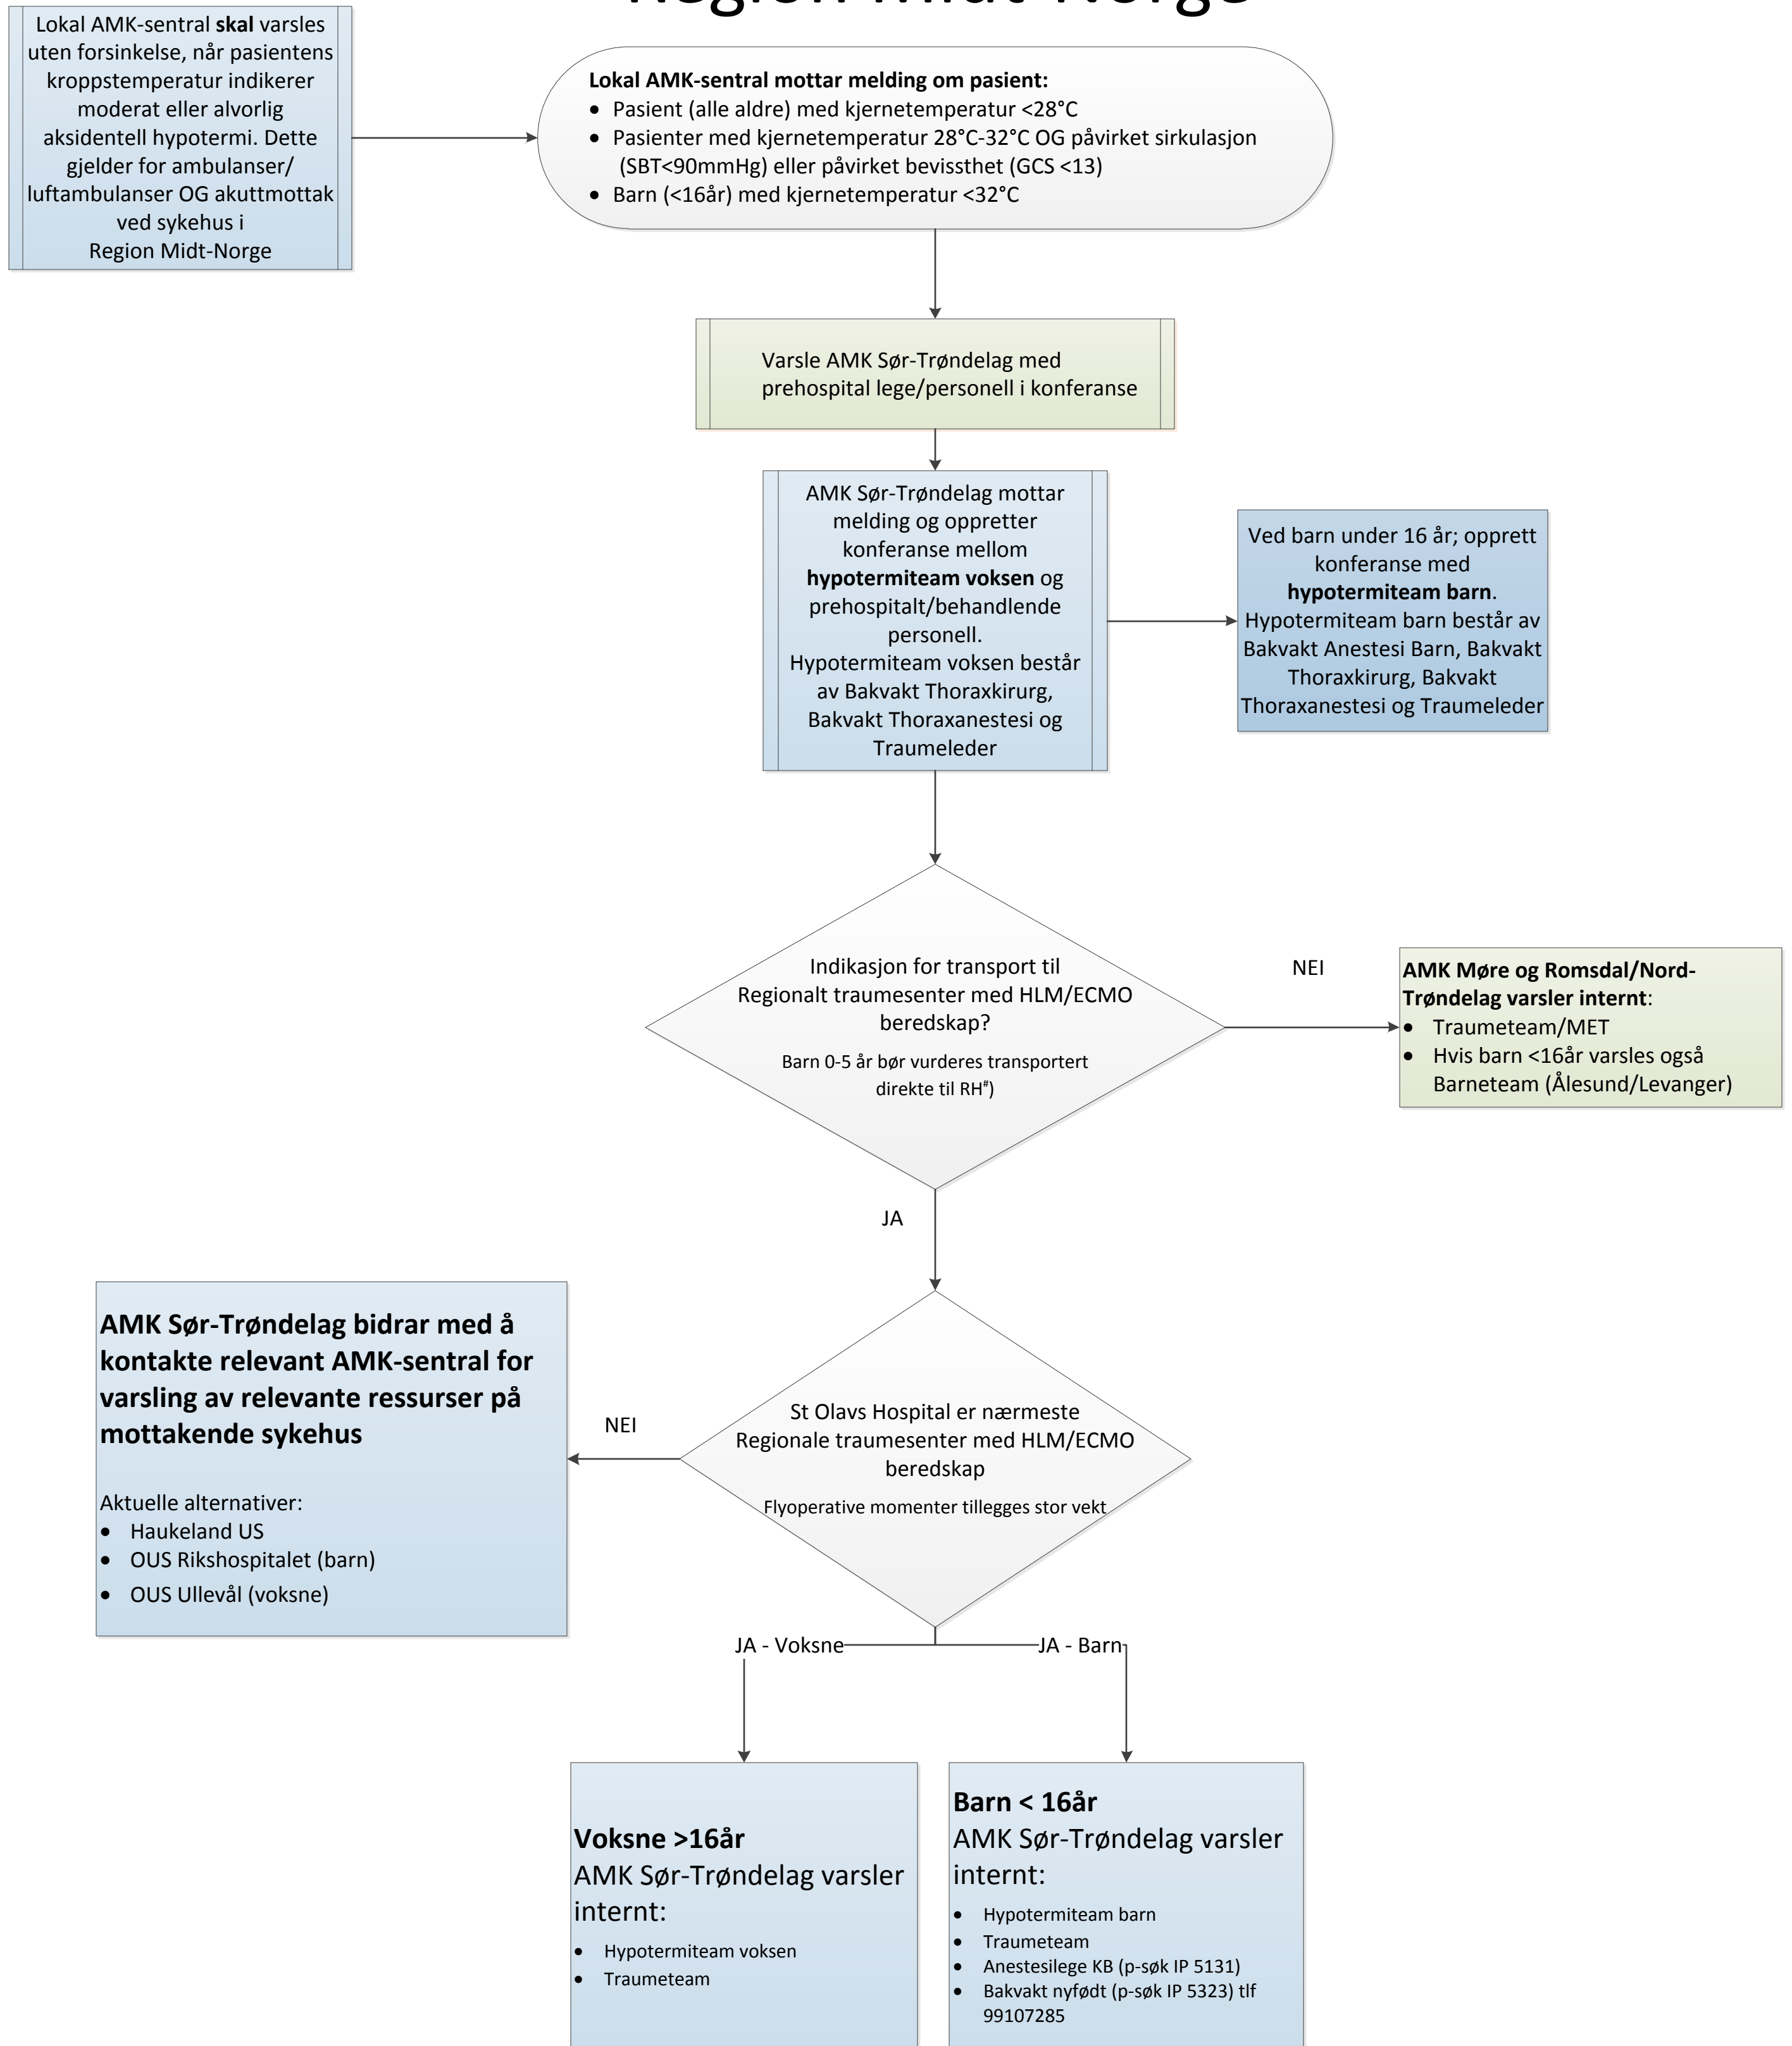 Region Midt-Norge
Lokal AMK-sentral skal varsles
uten forsinkelse, når pasientens
kroppstemperatur indikerer
moderat eller alvorlig
aksidentell hypotermi. Dette
gjelder for ambulanser/
luftambulanser OG akuttmottak
ved sykehus i
Region Midt-Norge
Lokal AMK-sentral mottar melding om pasient:
• Pasient (alle aldre) med kjernetemperatur <28°C
• Pasienter med kjernetemperatur 28°C-32°C OG påvirket sirkulasjon
(SBT<90mmHg) eller påvirket bevissthet (GCS <13)
• Barn (<16år) med kjernetemperatur <32°C
Varsle AMK Sør-Trøndelag med
prehospital lege/personell i konferanse
AMK Sør-Trøndelag mottar
melding og oppretter
konferanse mellom
hypotermiteam voksen og
prehospitalt/behandlende
personell.
Hypotermiteam voksen består
av Bakvakt Thoraxkirurg,
Bakvakt Thoraxanestesi og
Traumeleder
Ved barn under 16 år; opprett
konferanse med
hypotermiteam barn.
Hypotermiteam barn består av
Bakvakt Anestesi Barn, Bakvakt
Thoraxkirurg, Bakvakt
Thoraxanestesi og Traumeleder
Indikasjon for transport til
Regionalt traumesenter med HLM/ECMO
beredskap?
Barn 0-5 år bør vurderes transportert
direkte til RH#)
NEI
AMK Møre og Romsdal/Nord-
Trøndelag varsler internt:
• Traumeteam/MET
• Hvis barn <16år varsles også
Barneteam (Ålesund/Levanger)
JA
St Olavs Hospital er nærmeste
Regionale traumesenter med HLM/ECMO
beredskap
Flyoperative momenter tillegges stor vekt
NEI
AMK Sør-Trøndelag bidrar med å
kontakte relevant AMK-sentral for
varsling av relevante ressurser på
mottakende sykehus
Aktuelle alternativer:
• Haukeland US
• OUS Rikshospitalet (barn)
• OUS Ullevål (voksne)
JA - Voksne
JA - Barn
Voksne >16år
AMK Sør-Trøndelag varsler
internt:
• Hypotermiteam voksen
• Traumeteam
Barn < 16år
AMK Sør-Trøndelag varsler
internt:
• Hypotermiteam barn
• Traumeteam
• Anestesilege KB (p-søk IP 5131)
• Bakvakt nyfødt (p-søk IP 5323) tlf
99107285